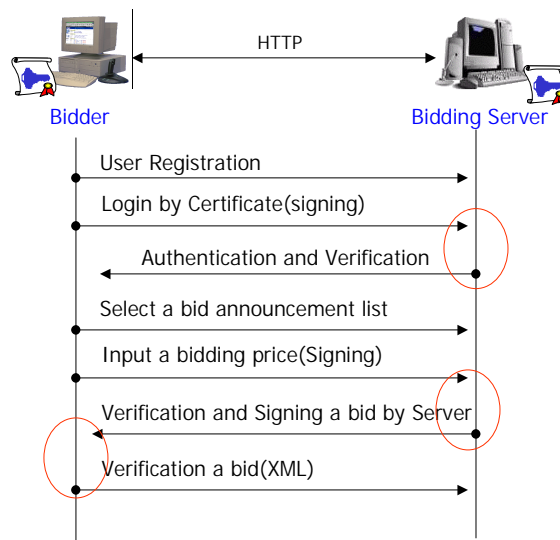 HTTP
Bidder
Bidding Server
User Registration
Login by Certificate(signing)
Authentication and Verification
Select a bid announcement list
Input a bidding price(Signing)
Verification and Signing a bid by Server
Verification a bid(XML)